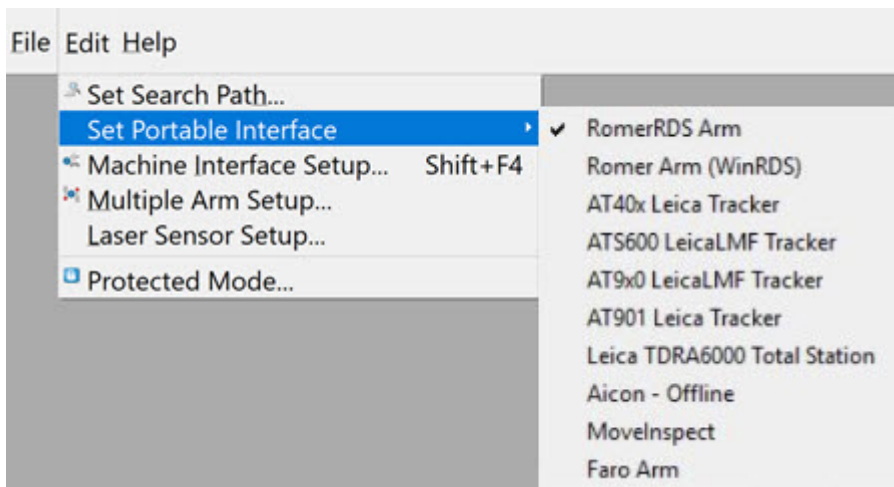 File Edit Help
Set Search Path...
Set Portable Interface
Machine Interface Setup... Shift+F4
Multiple Arm Setup...
Laser Sensor Setup...
Protected Mode...
RomerRDS Arm
Romer Arm (WinRDS)
AT40x Leica Tracker
ATS600 LeicaLMF Tracker
AT9x0 LeicaLMF Tracker
AT901 Leica Tracker
Leica TDRA6000 Total Station
Aicon - Offline
MoveInspect
Faro Arm